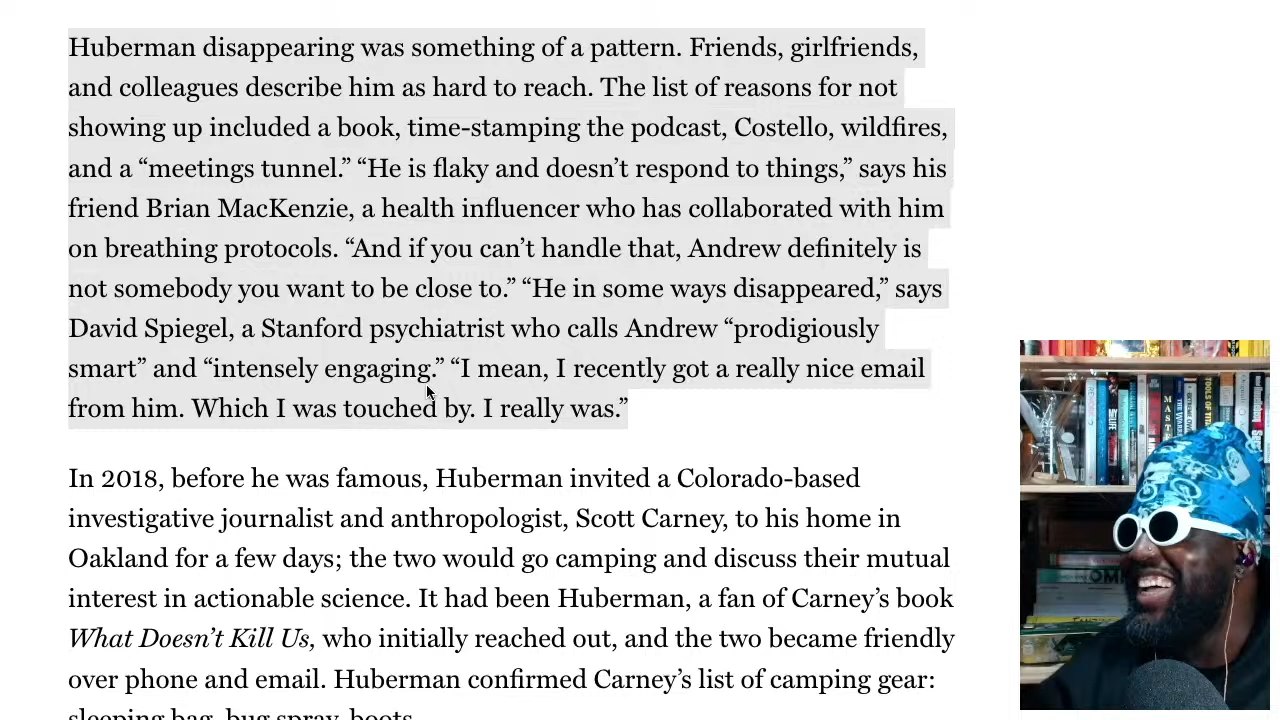 Huberman disappearing was something of a pattern. Friends, girlfriends,
and colleagues describe him as hard to reach. The list of reasons for not
showing up included a book, time-stamping the podcast, Costello, wildfires,
and a “meetings tunnel.” “He is flaky and doesn’t respond to things,” says his
friend Brian MacKenzie, a health influencer who has collaborated with him
on breathing protocols. “And if you can’t handle that, Andrew definitely is
not somebody you want to be close to.” “He in some ways disappeared,” says
David Spiegel, a Stanford psychiatrist who calls Andrew “prodigiously
smart” and “intensely engaging.” “I mean, I recently got a really nice email
from him. Which I was touched by. I really was.”
In 2018, before he was famous, Huberman invited a Colorado-based
investigative journalist and anthropologist, Scott Carney, to his home in
Oakland for a few days; the two would go camping and discuss their mutual
interest in actionable science. It had been Huberman, a fan of Carney’s book
What Doesn’t Kill Us, who initially reached out, and the two became friendly
over phone and email. Huberman confirmed Carney’s list of camping gear:
sleeping bag, bug spray, boots.